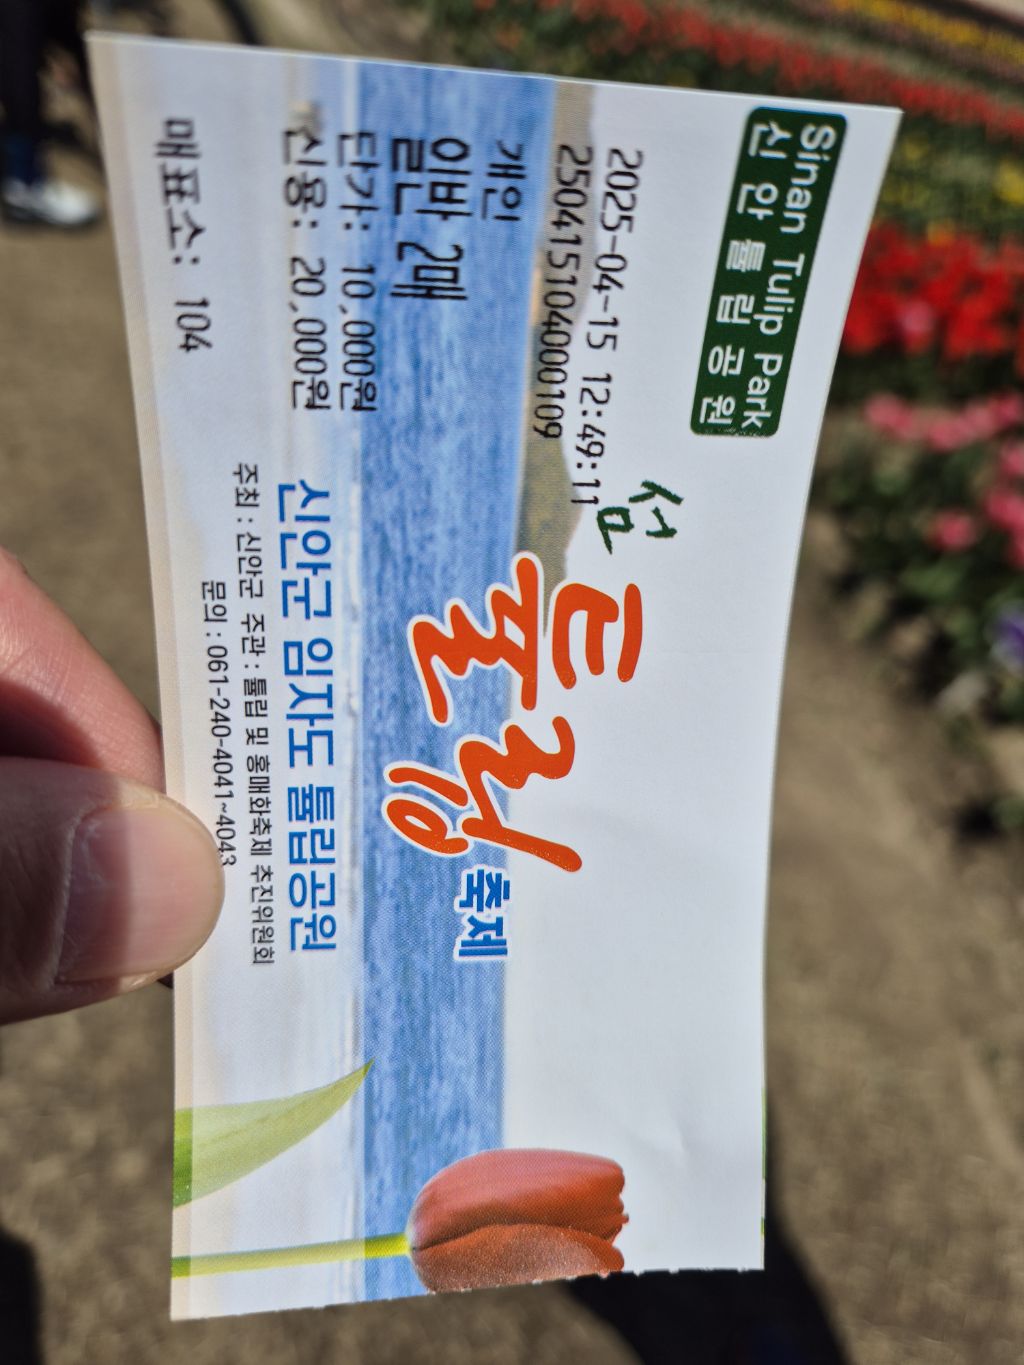 Sinan Tulip Park
신안튤립공원
2025-04-15 12:49:11
2504151040000109
개인
일반 2매
단가: 10,000원
신용: 20,000원
매표소: 104
섬
튤립
축제
신안군 임자도 튤립공원
주최 : 신안군 주관 : 튤립 및 홍매화축제 추진위원회
문의 : 061-240-4041~4043